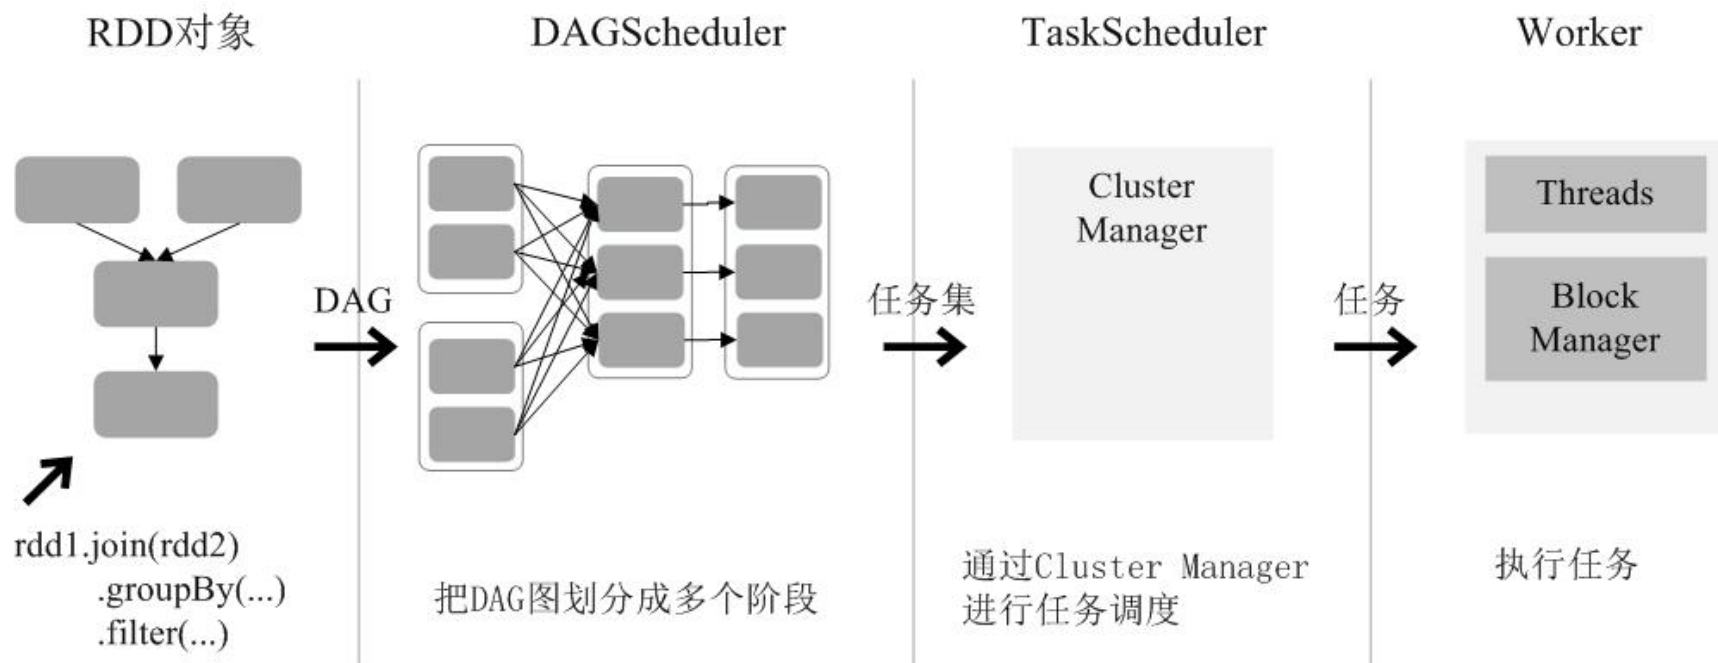 RDD对象
DAGScheduler
TaskScheduler
Worker
DAG
任务集
Cluster
Manager
任务
Threads
Block
Manager
rdd1.join(rdd2)
.groupBy(...)
.filter(...)
把DAG图划分成多个阶段
通过Cluster Manager
进行任务调度
执行任务